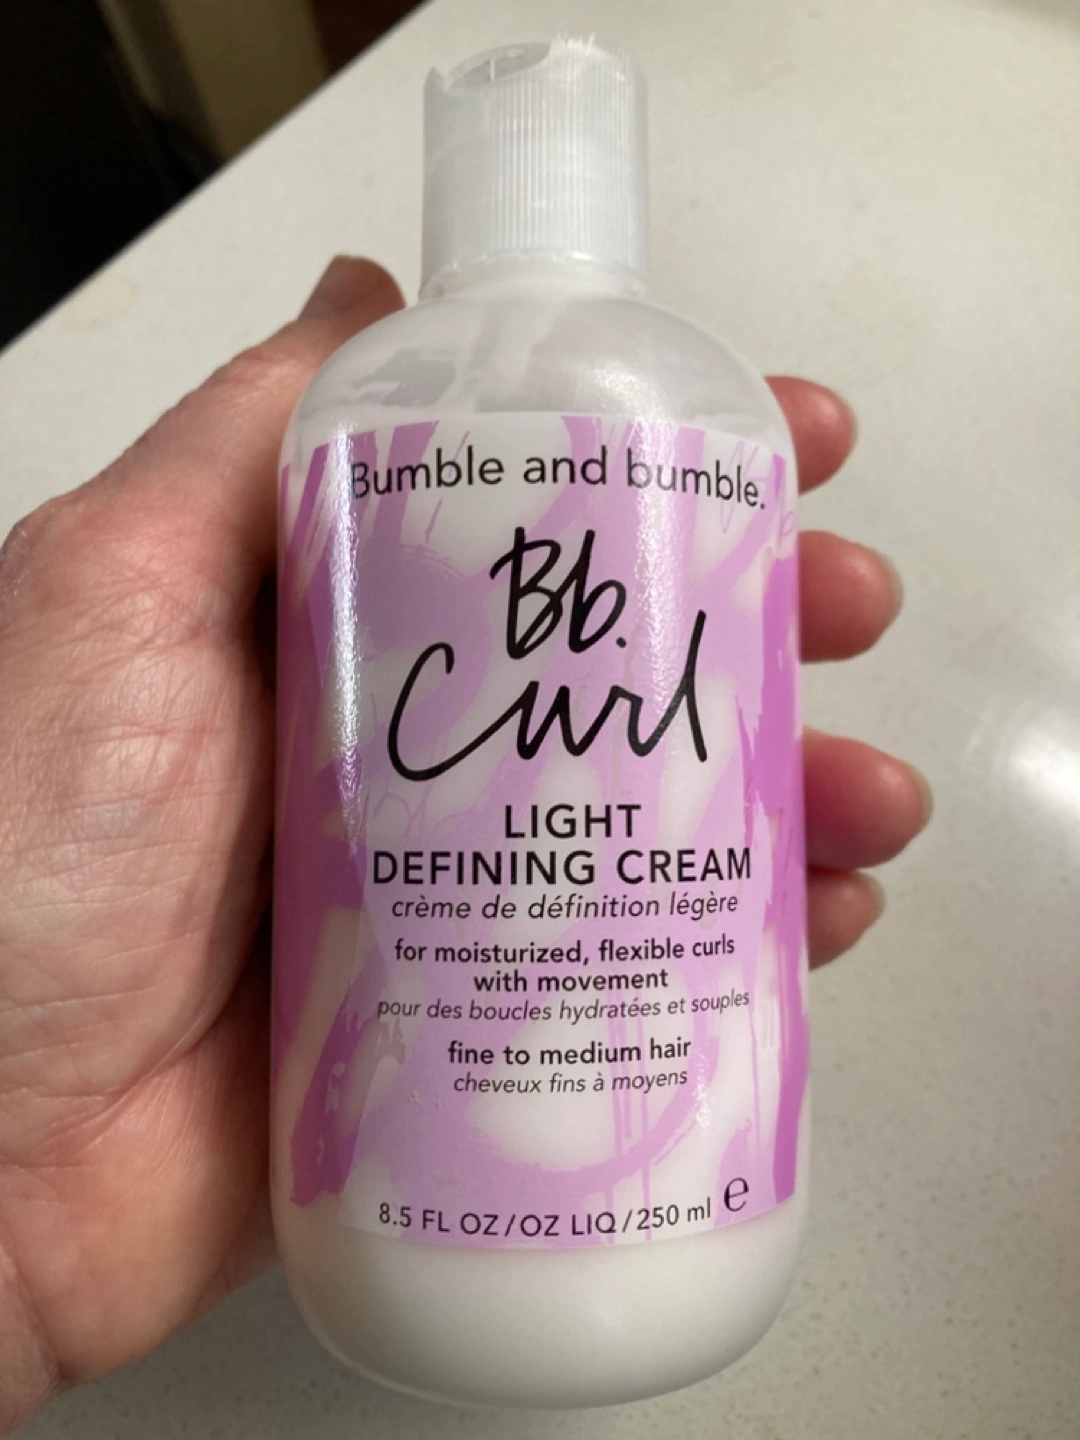 Bumble and bumble.
Bb.
Curl
LIGHT
DEFINING CREAM
crème de définition légère
for moisturized, flexible curls
with movement
pour des boucles hydratées et souples
fine to medium hair
cheveux fins à moyens
8.5 FL OZ/OZ LIQ/250 ml e